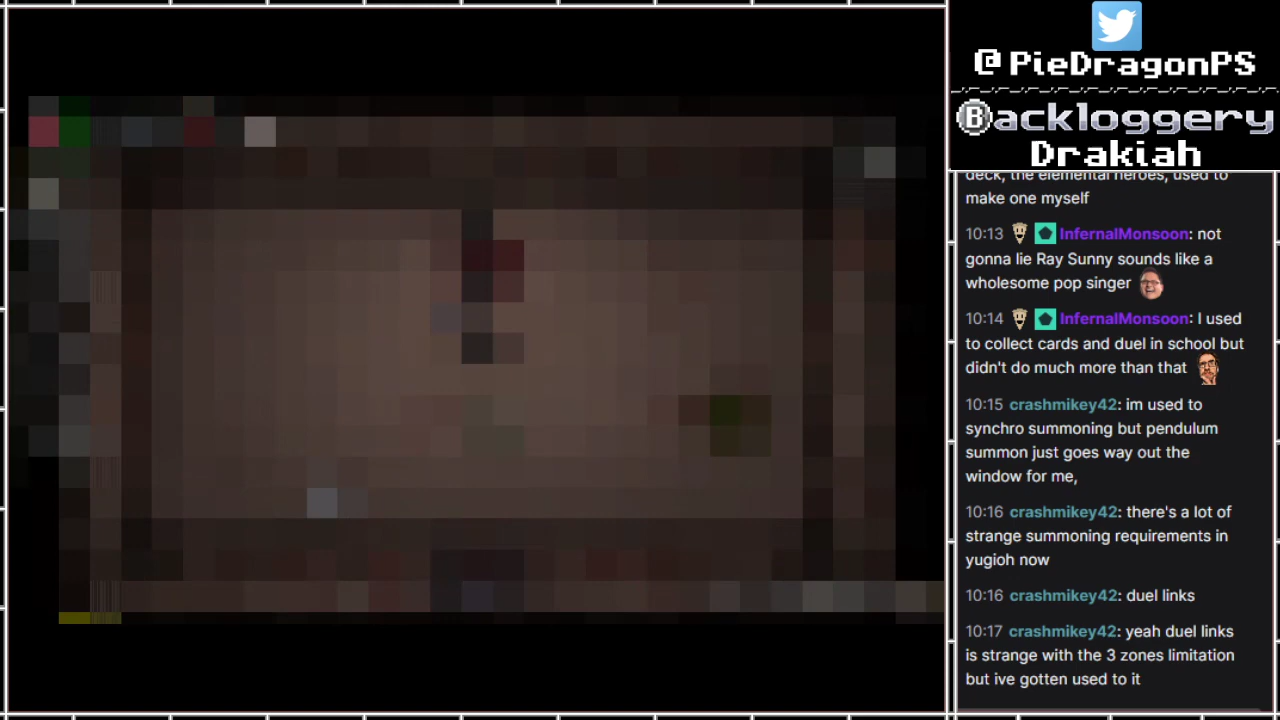 @PieDragonPS
Backloggery
Drakiah
deck, the elemental heroes, used to
make one myself
10:13 InfernalMonsoon: not
gonna lie Ray Sunny sounds like a
wholesome pop singer
10:14 InfernalMonsoon: I used
to collect cards and duel in school but
didn't do much more than that
10:15 crashmikey42: im used to
synchro summoning but pendulum
summon just goes way out the
window for me,
10:16 crashmikey42: there's a lot of
strange summoning requirements in
yugioh now
10:16 crashmikey42: duel links
10:17 crashmikey42: yeah duel links
is strange with the 3 zones limitation
but ive gotten used to it